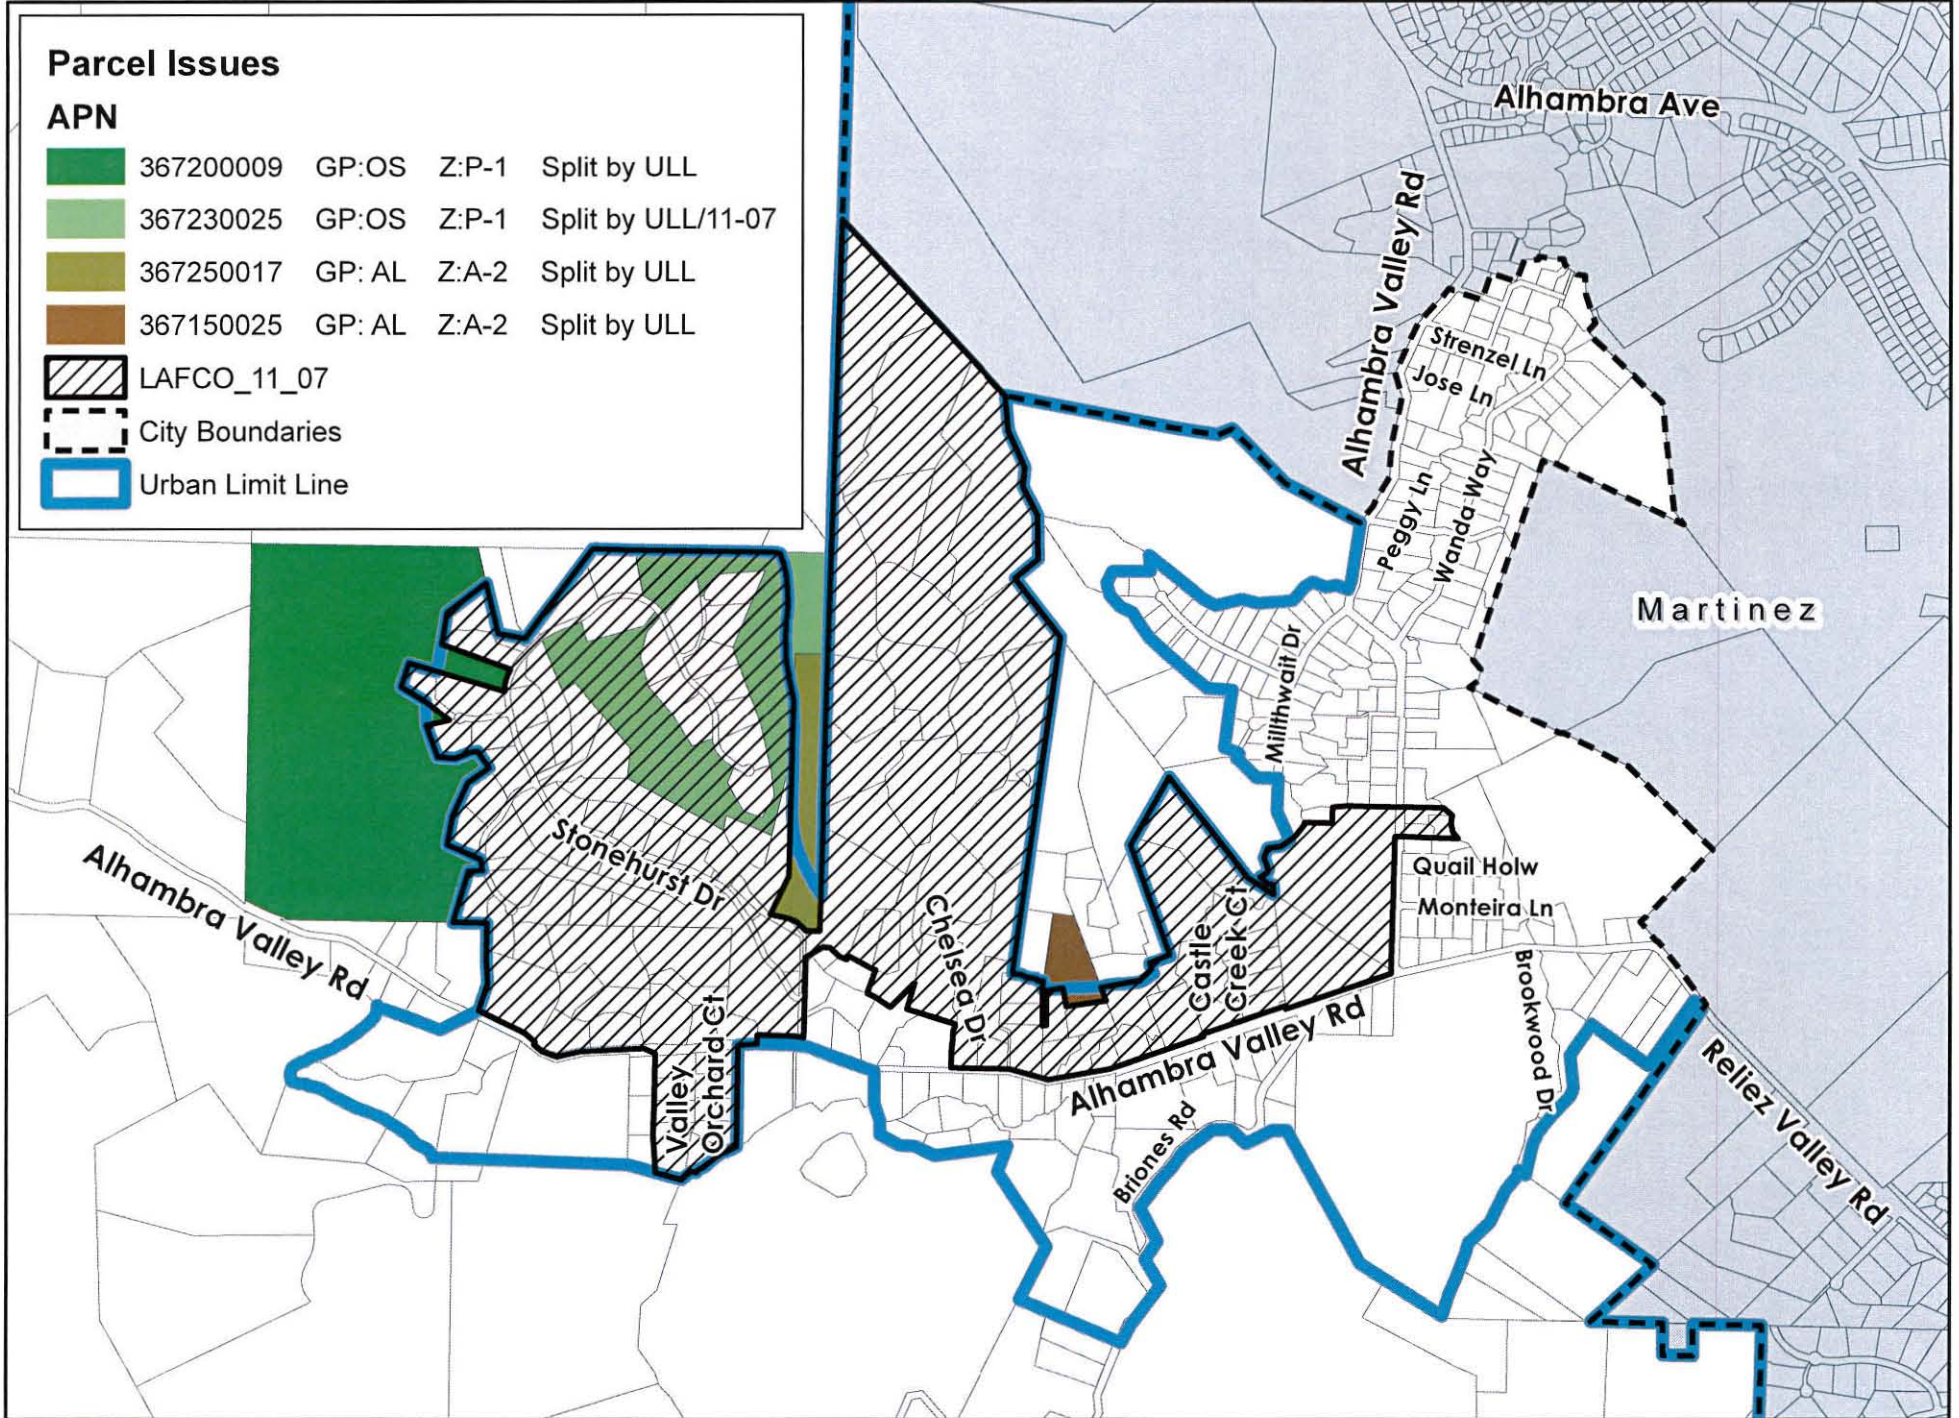 Parcel Issues
APN
367200009 GP:OS Z:P-1 Split by ULL
367230025 GP:OS Z:P-1 Split by ULL/11-07
367250017 GP: AL Z:A-2 Split by ULL
367150025 GP: AL Z:A-2 Split by ULL
LAFCO_11_07
City Boundaries
Urban Limit Line
Alhambra Ave
Alhambra Valley Rd
Strenzel Ln
Jose Ln
Peggy Ln
Wanda Way
Martinez
Millthwait Dr
Stonehurst Dr
Quail Holw
Monteira Ln
Alhambra Valley Rd
Chelsea Dr
Castle
Creek Ct
Brookwood Dr
Valley
Orchard Ct
Alhambra Valley Rd
Briones Rd
Reliez Valley Rd